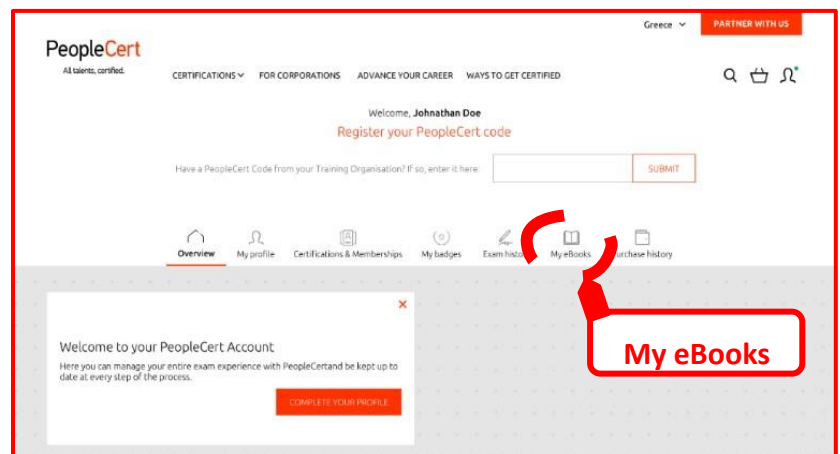 Greece
PARTNER WITH US
PeopleCert
All talents, certified.
CERTIFICATIONS FOR CORPORATIONS ADVANCE YOUR CAREER WAYS TO GET CERTIFIED
Welcome, Johnathan Doe
Register your PeopleCert code
Have a PeopleCert Code from your Training Organisation? If so, enter it here:
SUBMIT
Overview My profile Certifications & Memberships My badges Exam My eBooks history
My eBooks
Welcome to your PeopleCert Account
Here you can manage your entire exam experience with PeopleCertand be kept up to
date at every step of the process.
COMPLETE YOUR PROFILE